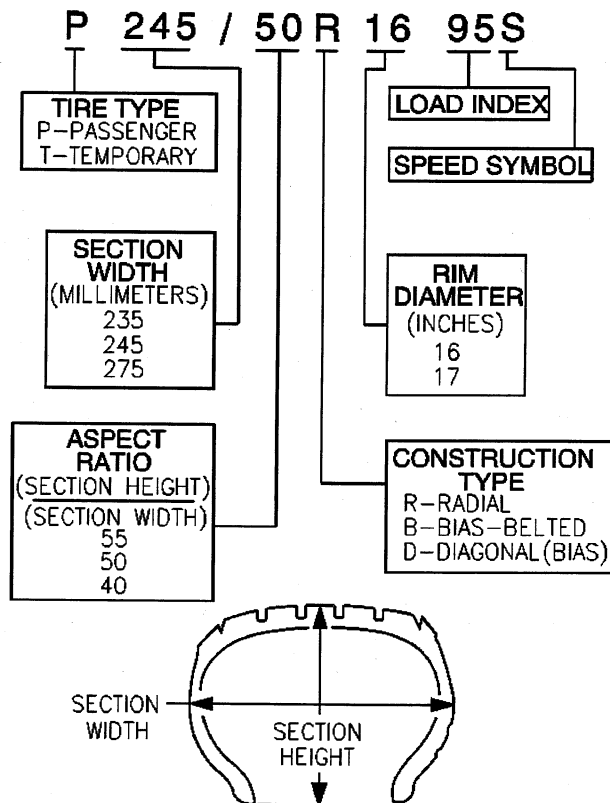 P 245 / 50 R 16 95S
TIRE TYPE
P-PASSENGER
T-TEMPORARY
LOAD INDEX
SPEED SYMBOL
SECTION
WIDTH
(MILLIMETERS)
235
245
275
RIM
DIAMETER
(INCHES)
16
17
ASPECT
RATIO
(SECTION HEIGHT)
(SECTION WIDTH)
55
50
40
CONSTRUCTION
TYPE
R-RADIAL
B-BIAS-BELTED
D-DIAGONAL(BIAS)
SECTION
WIDTH
SECTION
HEIGHT